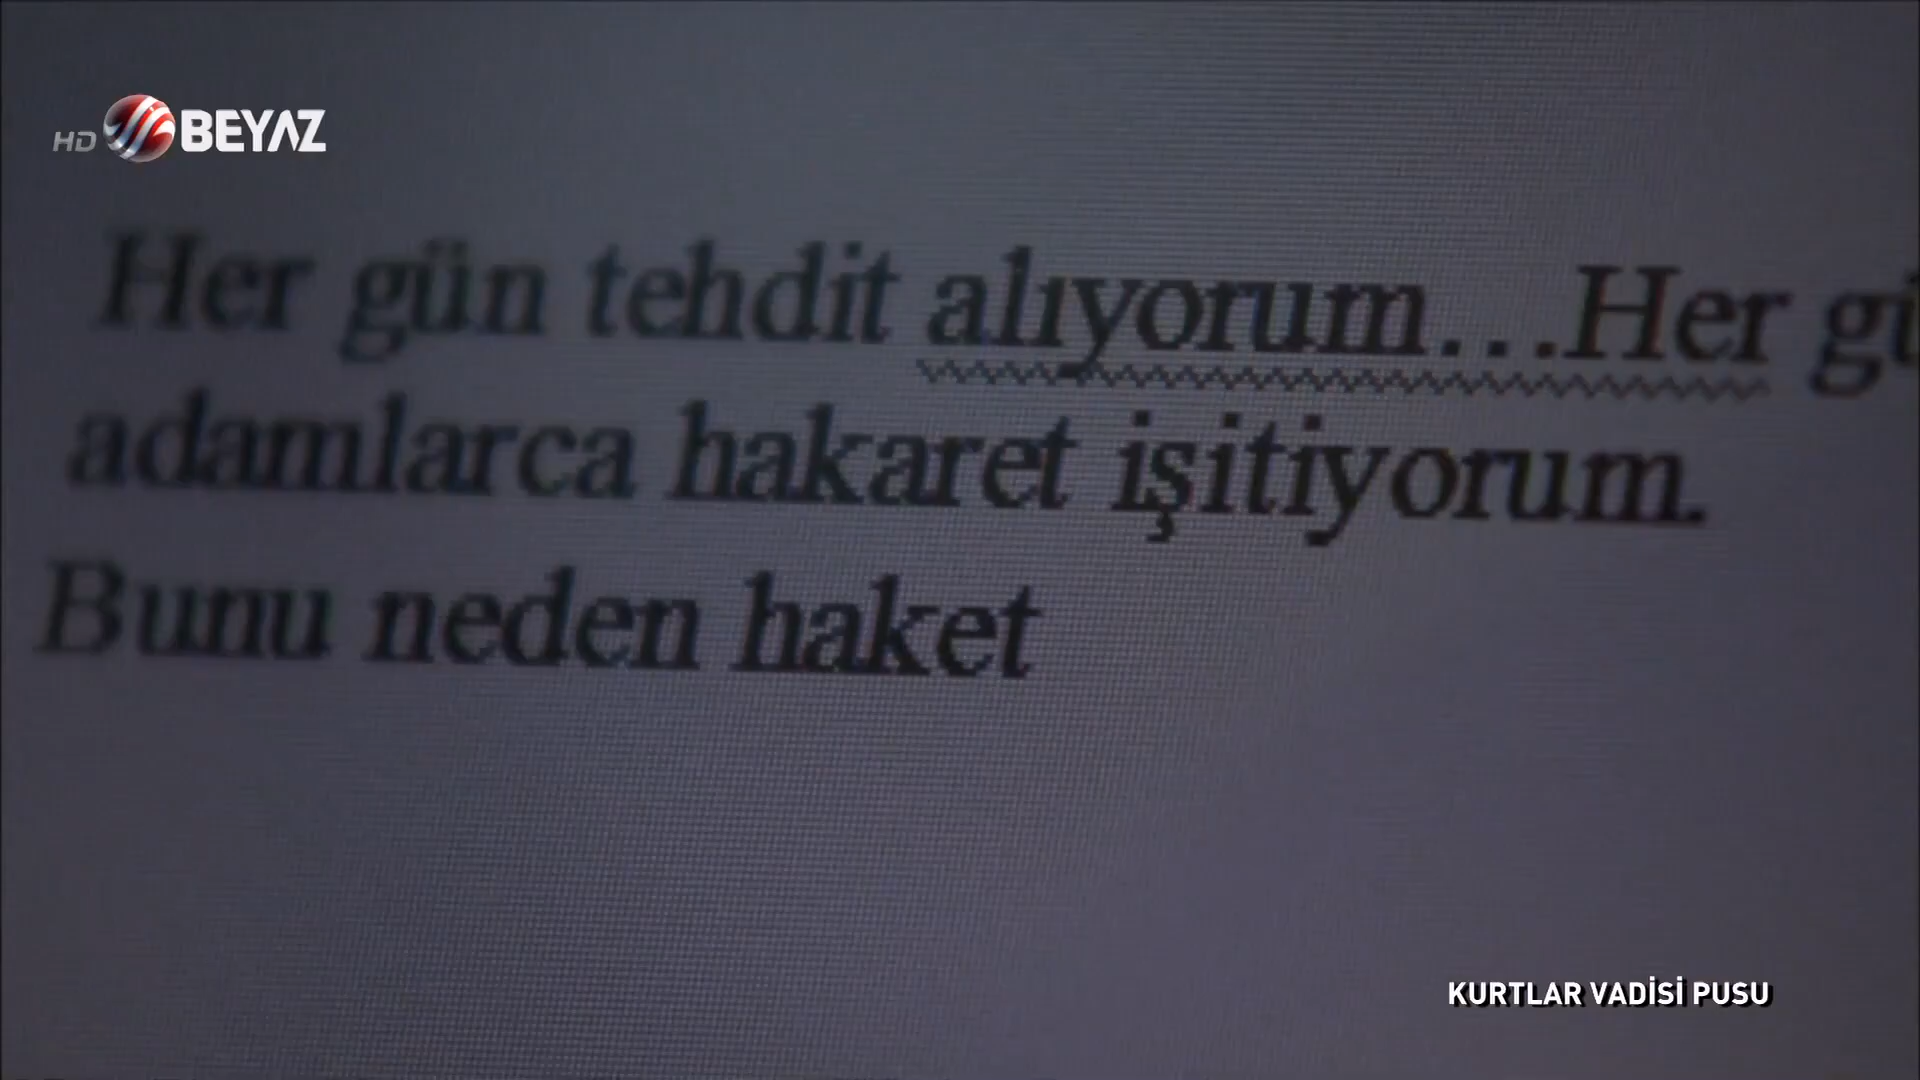 HD BEYAZ
Her gün tehdit alıyorum...Her
adamlarca hakaret işitiyorum.
Bunu neden haket
KURTLAR VADİSİ PUSU